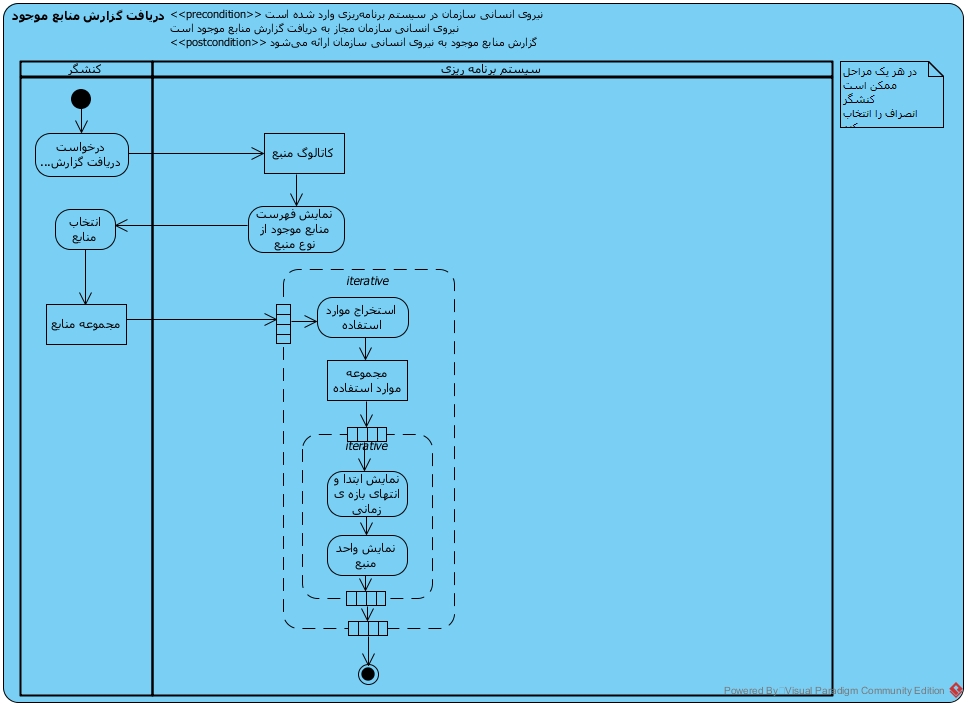 دریافت گزارش منابع موجود
<<precondition>> نیروی انسانی سازمان در سیستم برنامه‌ریزی وارد شده است
نیروی انسانی سازمان مجاز به دریافت گزارش منابع موجود است
<<postcondition>> گزارش منابع موجود به نیروی انسانی سازمان ارائه می‌شود
کنشگر
سیستم برنامه ریزی
در هر یک مراحل
ممکن است
کنشگر
انصراف را انتخاب
درخواست
دریافت گزارش...
کاتالوگ منبع
نمایش فهرست
منابع موجود از
نوع منبع
انتخاب
منابع
مجموعه منابع
iterative
استخراج موارد
استفاده
مجموعه
موارد استفاده
iterative
نمایش ابتدا و
انتهای بازه ی
زمانی
نمایش واحد
منبع
Powered By Visual Paradigm Community Edition